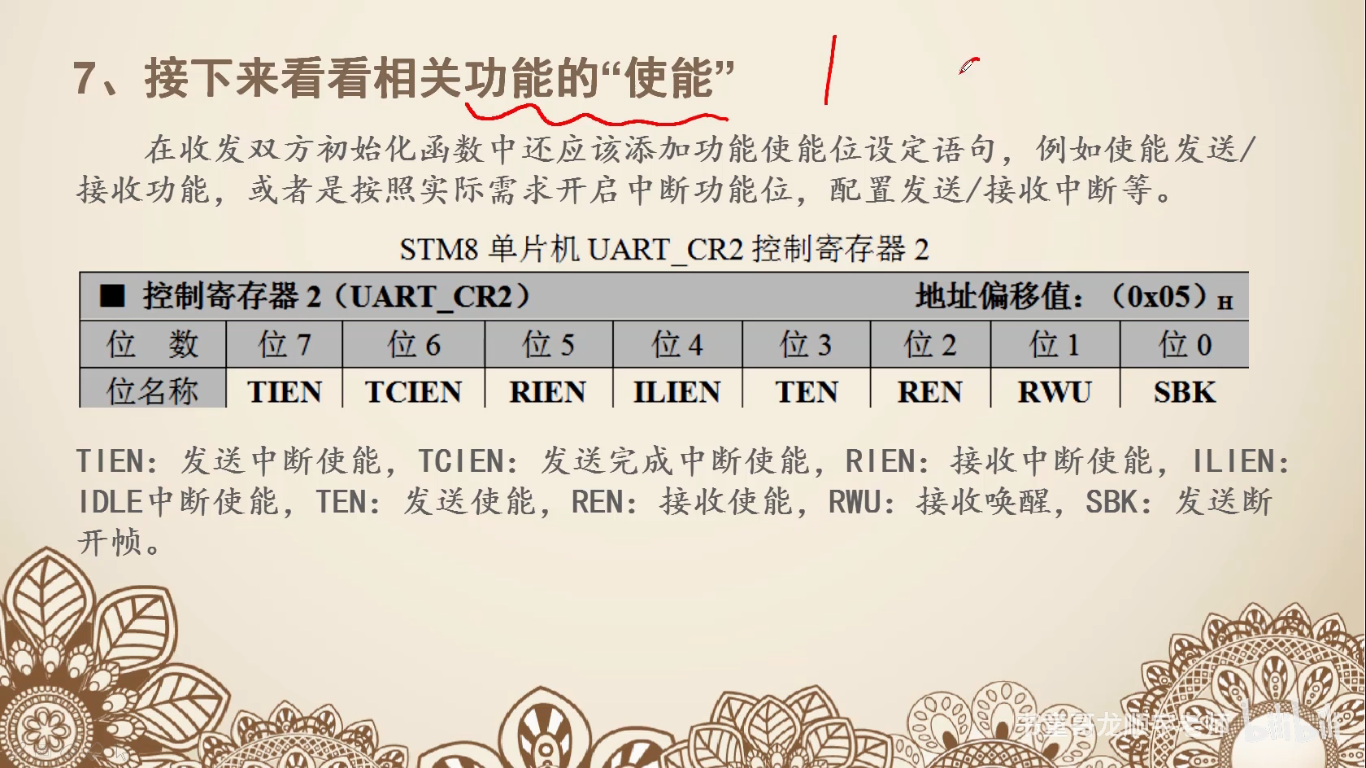 7、接下来看看相关功能的“使能”
在收发双方初始化函数中还应该添加功能使能位设定语句，例如使能发送/
接收功能，或者是按照实际需求开启中断功能位，配置发送/接收中断等。
STM8 单片机 UART_CR2 控制寄存器 2
■ 控制寄存器 2（UART_CR2） 地址偏移值：（0x05）H
位 数 位 7 位 6 位 5 位 4 位 3 位 2 位 1 位 0
位名称 TIEN TCIEN RIEN ILIEN TEN REN RWU SBK
TIEN：发送中断使能，TCIEN：发送完成中断使能，RIEN：接收中断使能，ILIEN：
IDLE中断使能，TEN：发送使能，REN：接收使能，RWU：接收唤醒，SBK：发送断
开帧。
bilibili